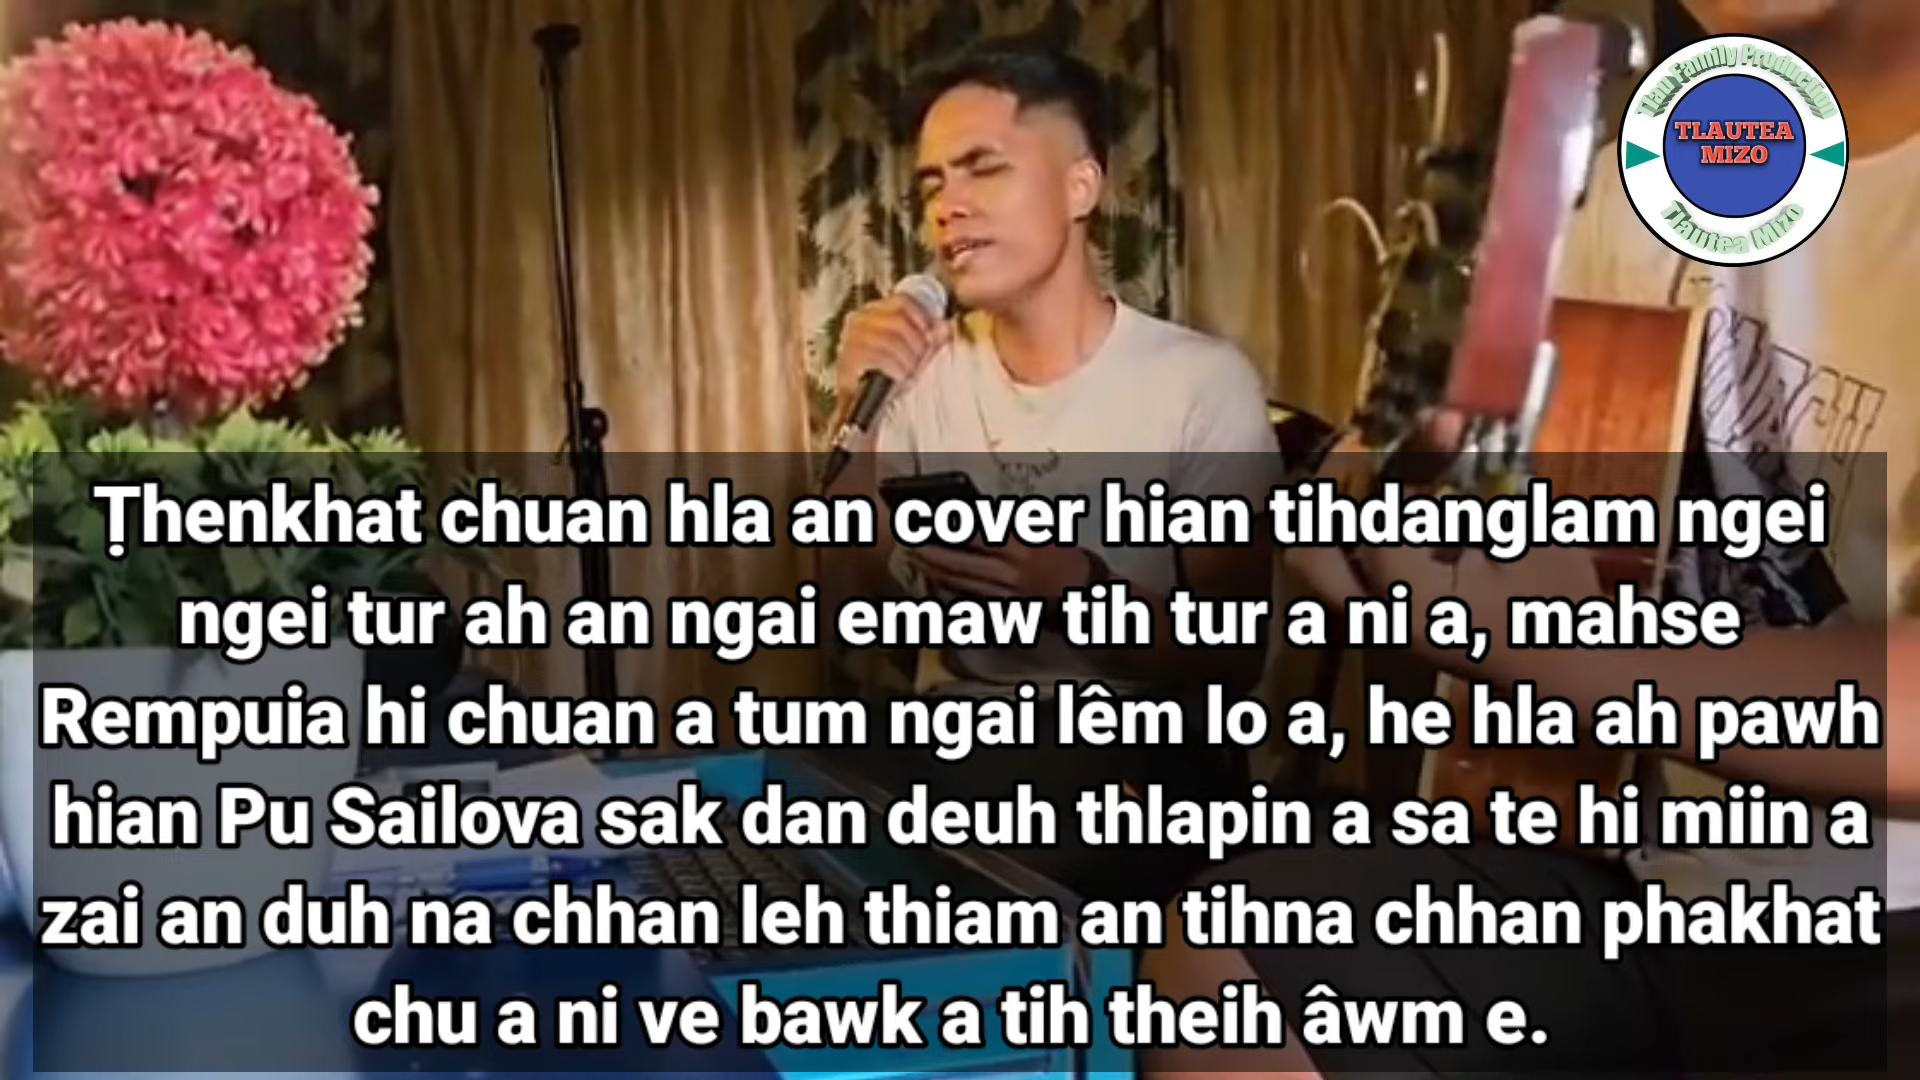 Tlau Family Production
TLAUTEA
MIZO
Tlautea Mizo
Ṭhenkhat chuan hla an cover hian tihdanglam ngei
ngei tur ah an ngai emaw tih tur a ni a, mahse
Rempuia hi chuan a tum ngai lêm lo a, he hla ah pawh
hian Pu Sailova sak dan deuh thlapin a sa te hi miin a
zai an duh na chhan leh thiam an tihna chhan phakhat
chu a ni ve bawk a tih theih âwm e.